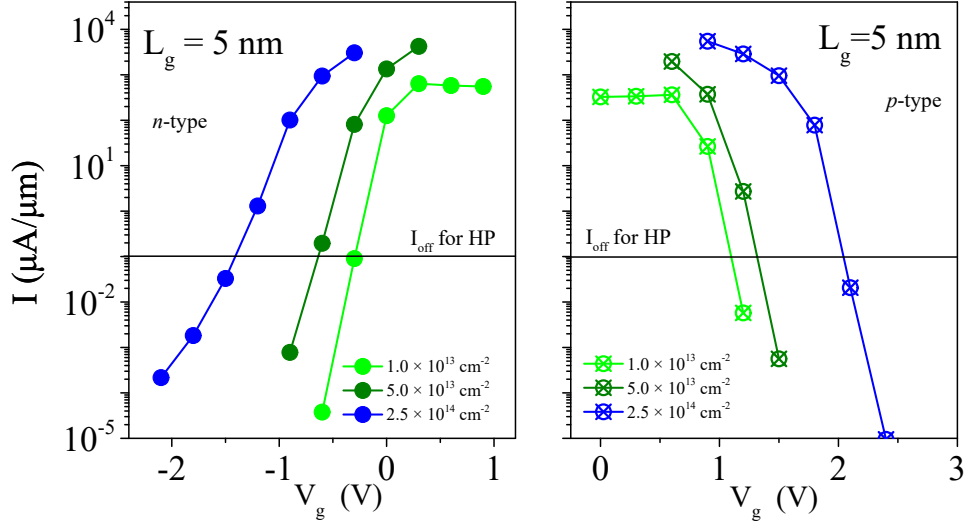 L_g = 5 nm
n-type
I_off for HP
1.0 × 10^13 cm^-2
5.0 × 10^13 cm^-2
2.5 × 10^14 cm^-2
10^4
10^1
10^-2
10^-5
I (μA/μm)
-2 -1 0 1
V_g (V)
L_g=5 nm
p-type
I_off for HP
1.0 × 10^13 cm^-2
5.0 × 10^13 cm^-2
2.5 × 10^14 cm^-2
0 1 2 3
V_g (V)